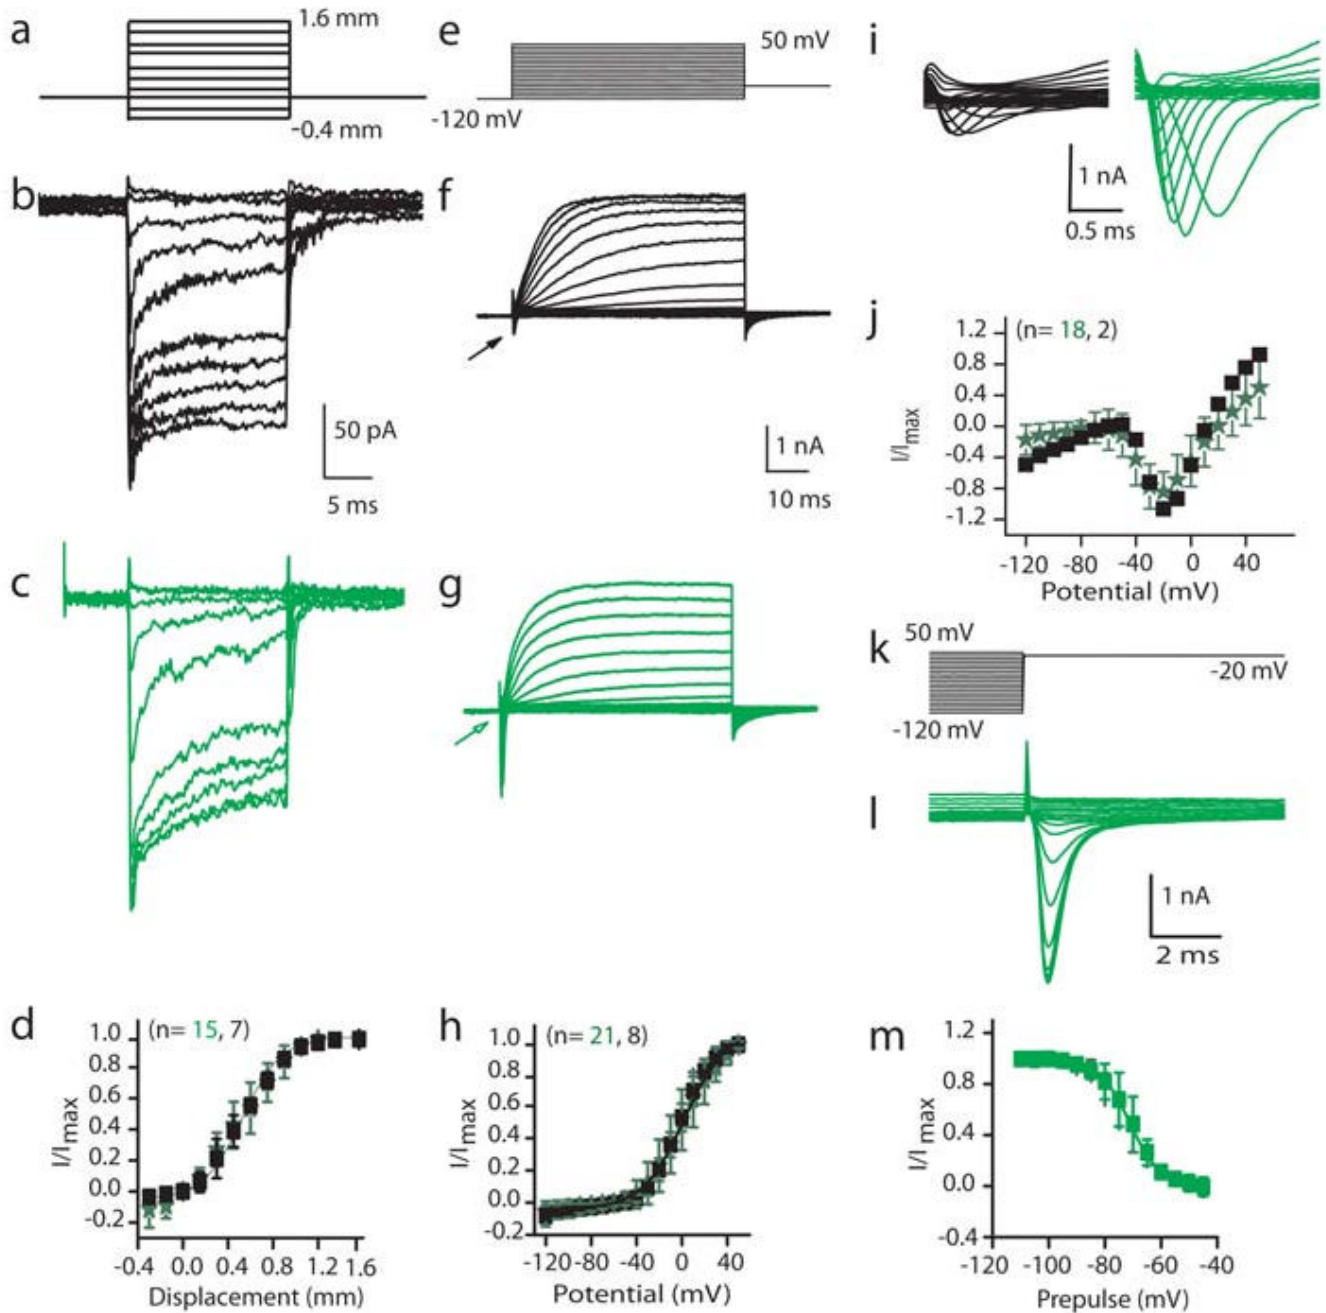 a
1.6 mm
-0.4 mm
b
50 pA
5 ms
c
d
(n= 15, 7)
1.0
0.8
0.6
0.4
0.2
0.0
-0.2
I/Imax
-0.4 0.0 0.4 0.8 1.2 1.6
Displacement (mm)
e
50 mV
-120 mV
f
1 nA
10 ms
g
h
(n= 21, 8)
1.0
0.8
0.6
0.4
0.2
0.0
-0.2
I/Imax
-120 -80 -40 0 40
Potential (mV)
i
1 nA
0.5 ms
j
(n= 18, 2)
1.2
0.8
0.4
0.0
-0.4
-0.8
-1.2
I/Imax
-120 -80 -40 0 40
Potential (mV)
k
50 mV
-20 mV
-120 mV
l
1 nA
2 ms
m
1.2
0.8
0.4
0.0
-0.4
I/Imax
-120 -100 -80 -60 -40
Prepulse (mV)